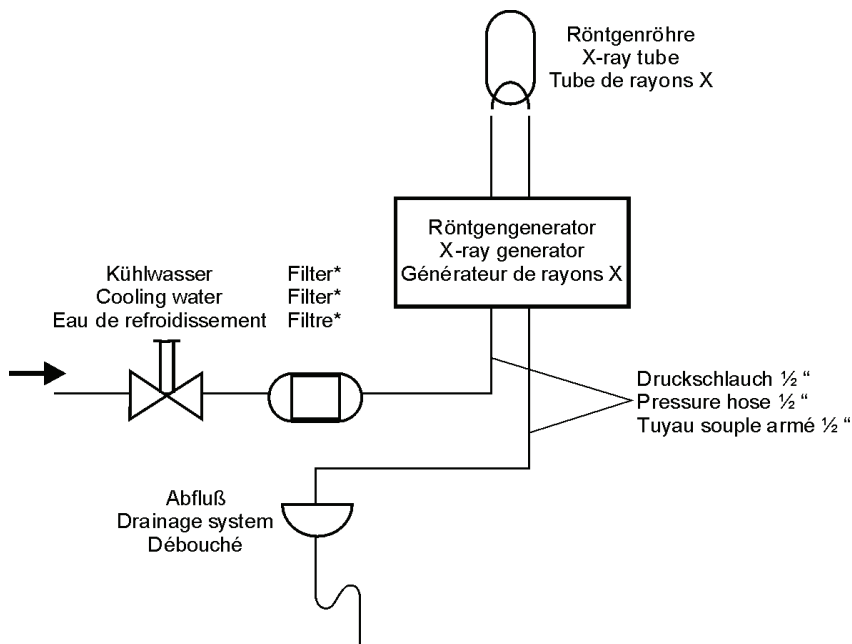 Röntgenröhre
X-ray tube
Tube de rayons X
Röntgengenerator
X-ray generator
Générateur de rayons X
Kühlwasser
Cooling water
Eau de refroidissement
Filter*
Filter*
Filtre*
Druckschlauch ½ “
Pressure hose ½ “
Tuyau souple armé ½ “
Abfluß
Drainage system
Débouché